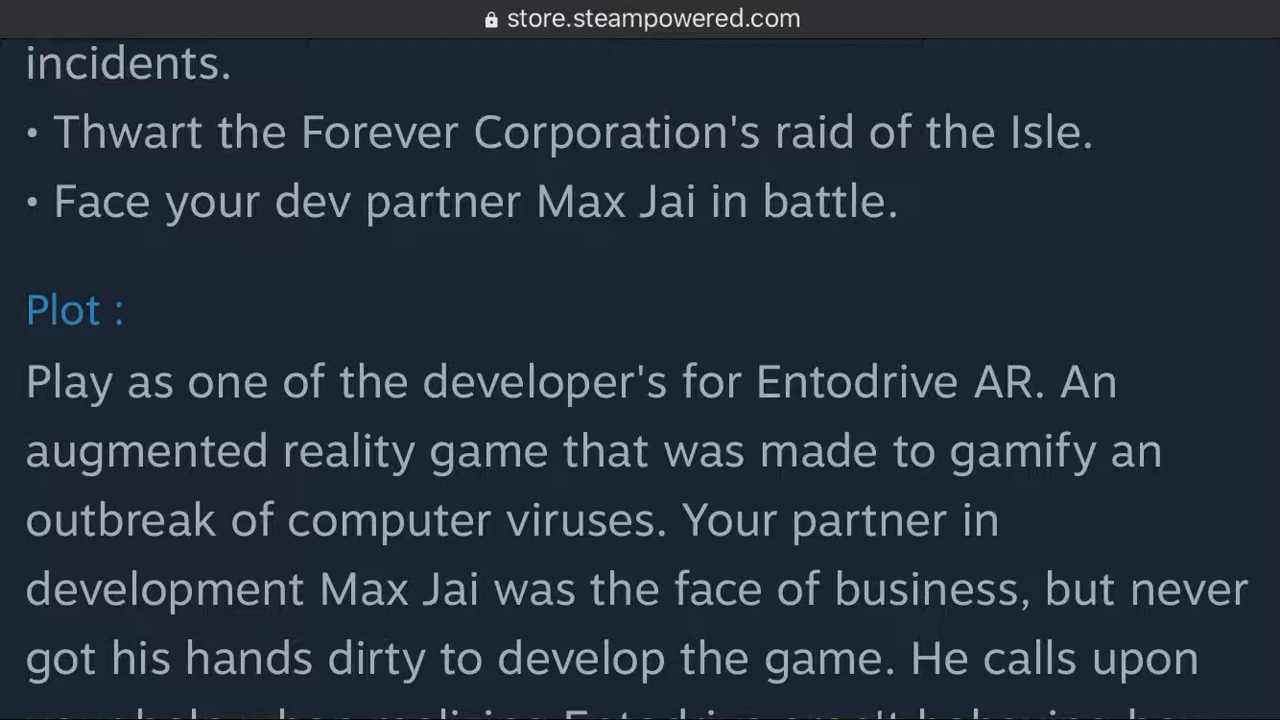 store.steampowered.com
incidents.
• Thwart the Forever Corporation's raid of the Isle.
• Face your dev partner Max Jai in battle.
Plot :
Play as one of the developer's for Entodrive AR. An
augmented reality game that was made to gamify an
outbreak of computer viruses. Your partner in
development Max Jai was the face of business, but never
got his hands dirty to develop the game. He calls upon